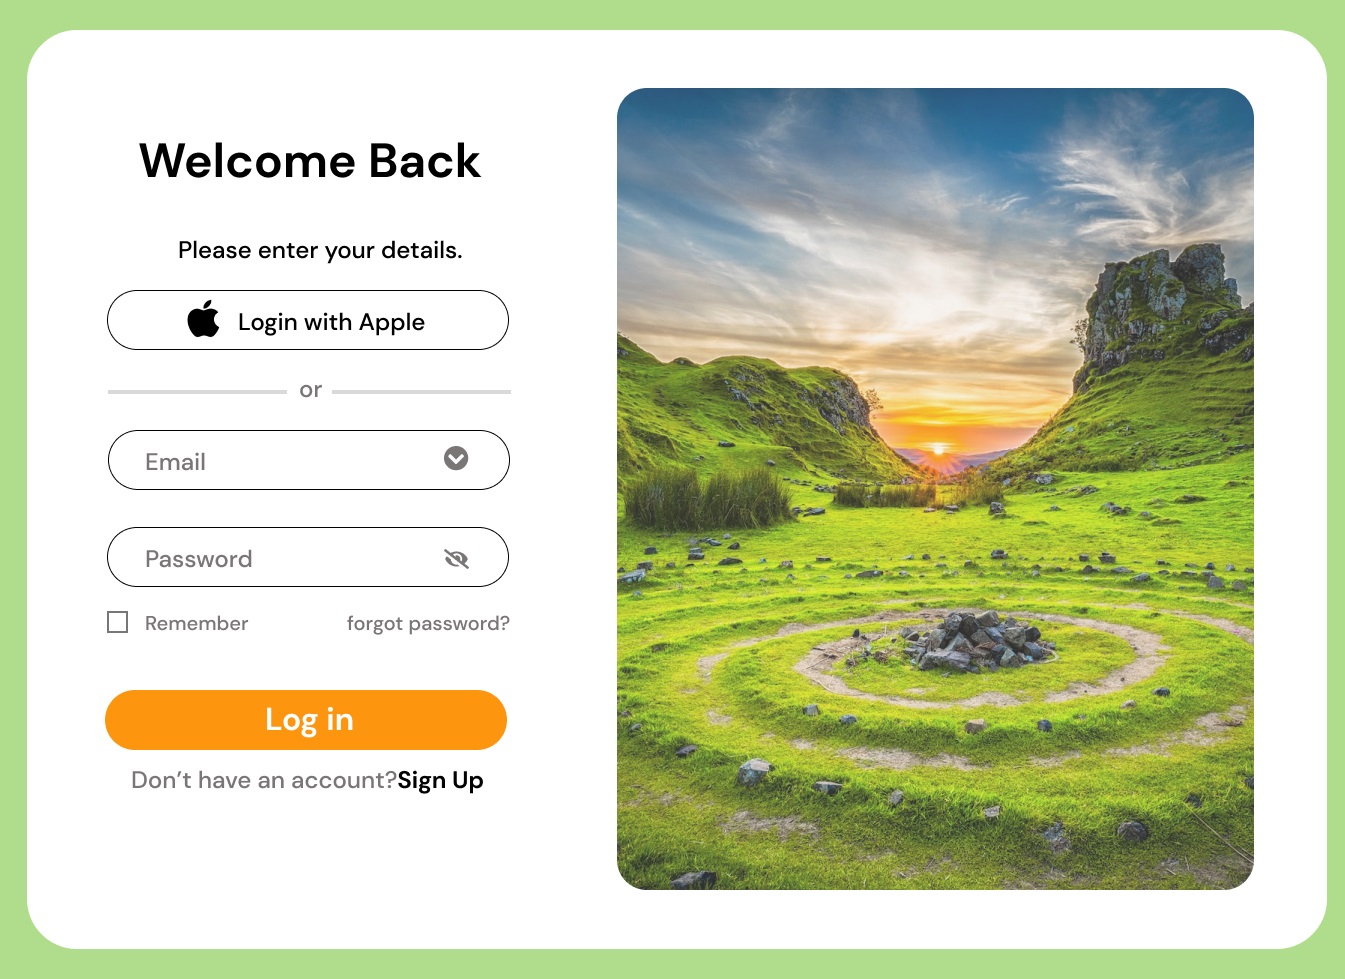 Welcome Back
Please enter your details.
Login with Apple
or
Email
Password
Remember forgot password?
Log in
Don’t have an account?Sign Up